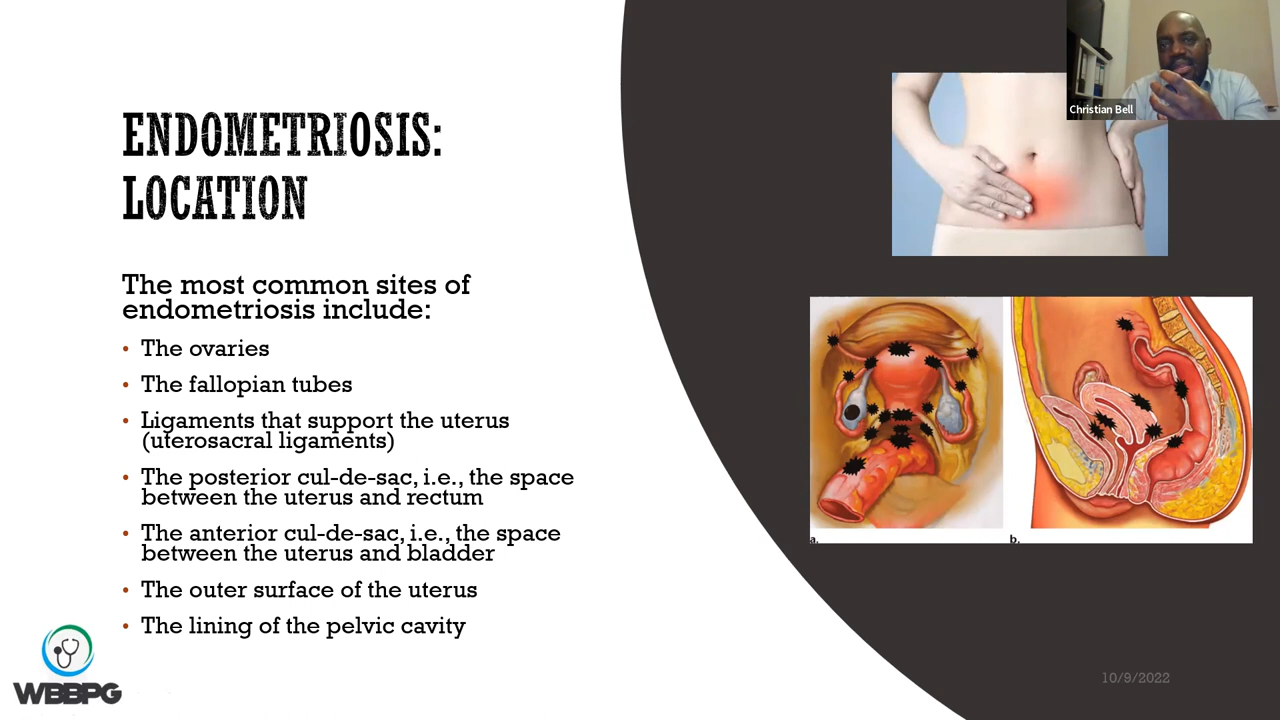 ENDOMETRIOSIS:
LOCATION
The most common sites of
endometriosis include:
• The ovaries
• The fallopian tubes
• Ligaments that support the uterus
(uterosacral ligaments)
• The posterior cul-de-sac, i.e., the space
between the uterus and rectum
• The anterior cul-de-sac, i.e., the space
between the uterus and bladder
• The outer surface of the uterus
• The lining of the pelvic cavity
WBBPG
Christian Bell
a.
b.
10/9/2022